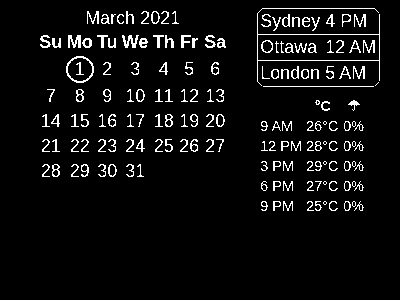 March 2021
Su Mo Tu We Th Fr Sa
1 2 3 4 5 6
7 8 9 10 11 12 13
14 15 16 17 18 19 20
21 22 23 24 25 26 27
28 29 30 31
Sydney 4 PM
Ottawa 12 AM
London 5 AM
°C ☂
9 AM 26°C 0%
12 PM 28°C 0%
3 PM 29°C 0%
6 PM 27°C 0%
9 PM 25°C 0%